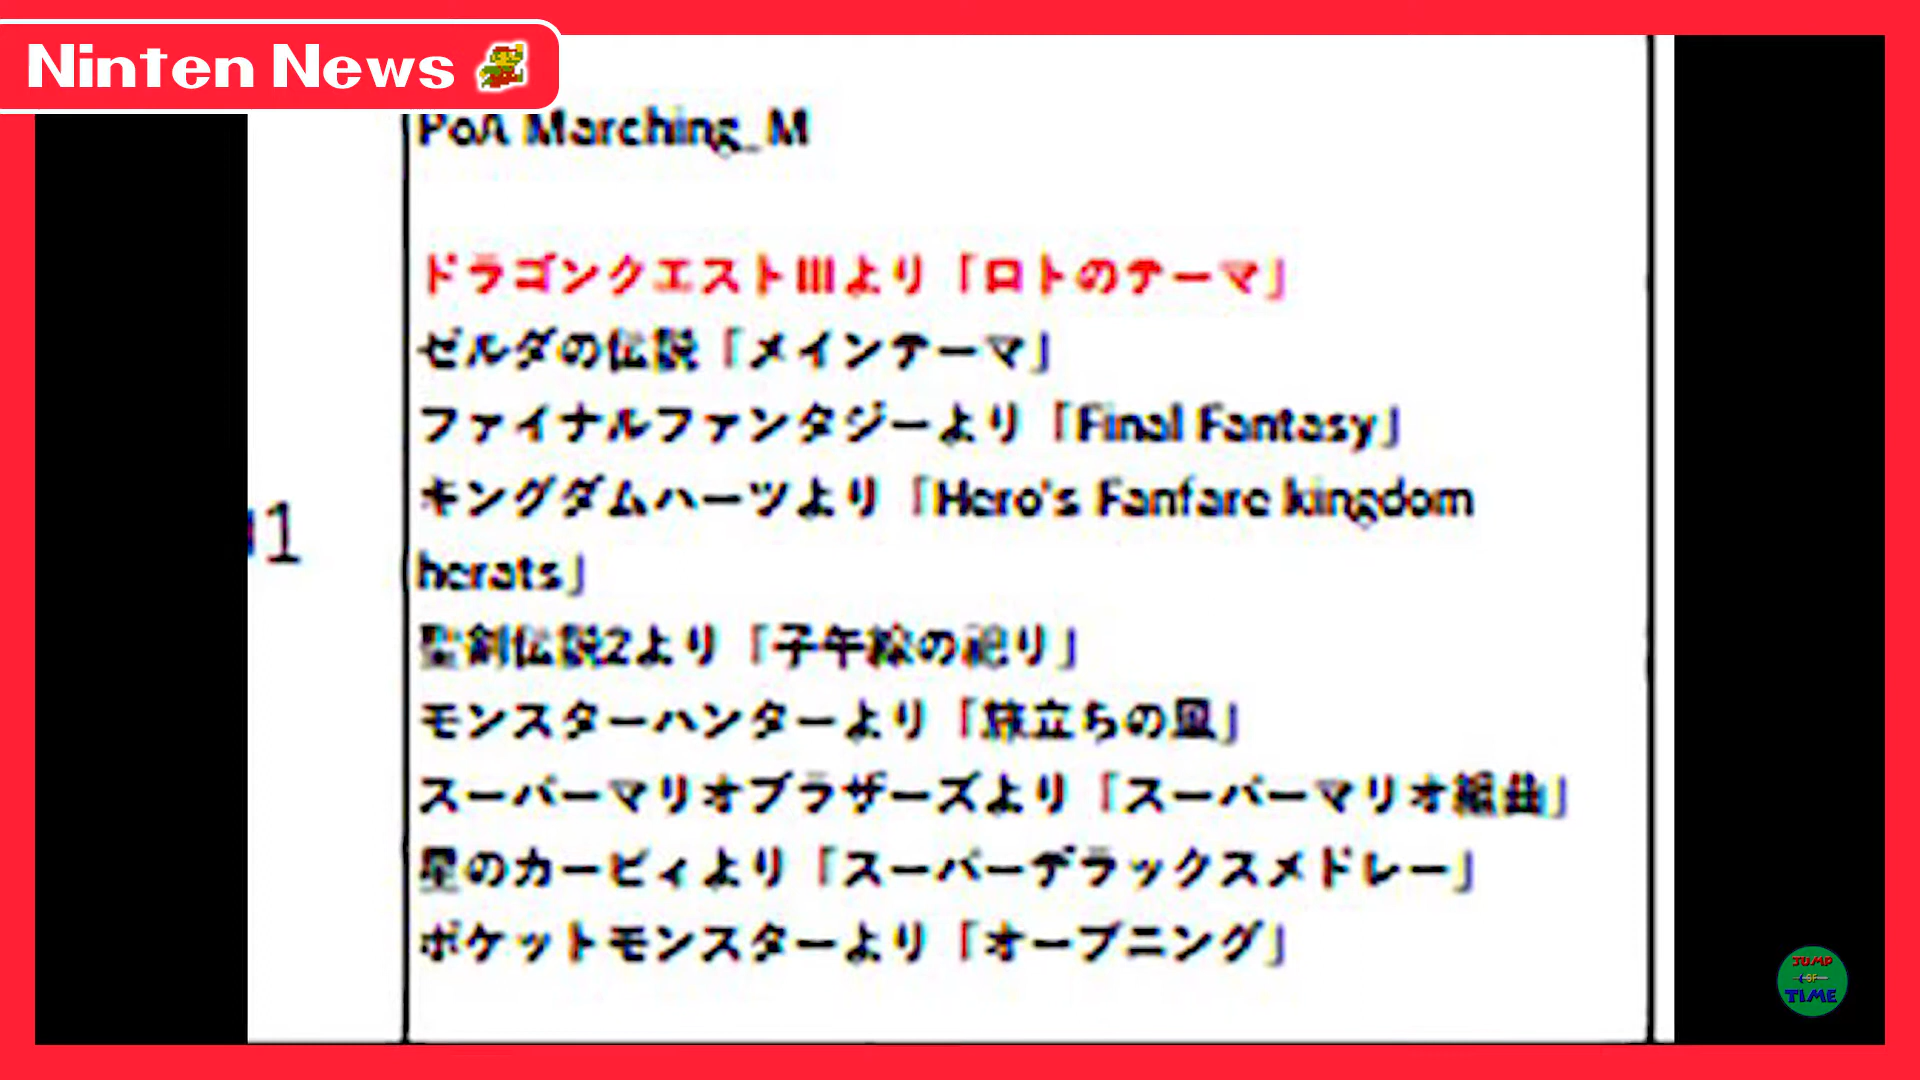 Ninten News
PoA Marching_M
ドラゴンクエストIIIより「ロトのテーマ」
ゼルダの伝説「メインテーマ」
ファイナルファンタジーより「Final Fantasy」
キングダムハーツより「Hero's Fanfare kingdom
herats」
1
聖剣伝説2より「子午線の祀り」
モンスターハンターより「旅立ちの風」
スーパーマリオブラザーズより「スーパーマリオ組曲」
星のカービィより「スーパーデラックスメドレー」
ポケットモンスターより「オープニング」
JUMP
OF
TIME